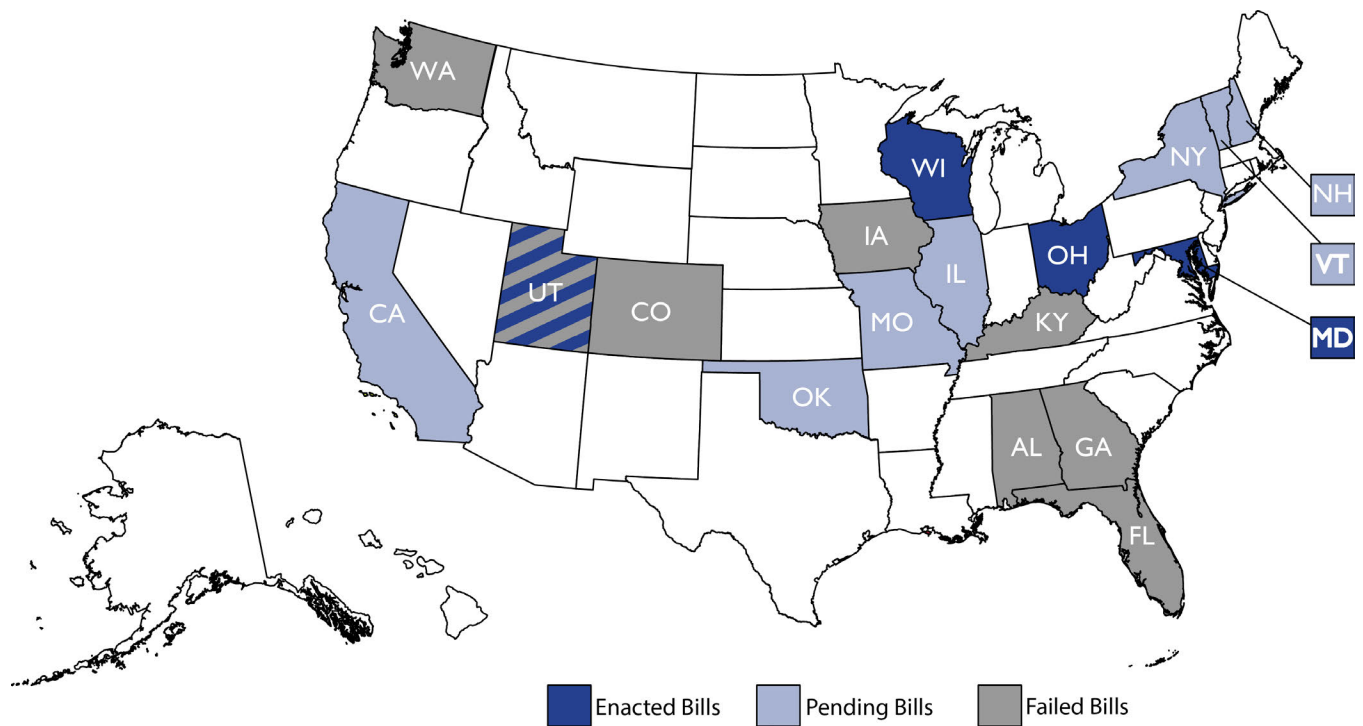 WA
WI
NY
NH
IA
VT
OH
UT
IL
CO
CA
MO
KY
MD
OK
AL
GA
FL
Enacted Bills
Pending Bills
Failed Bills